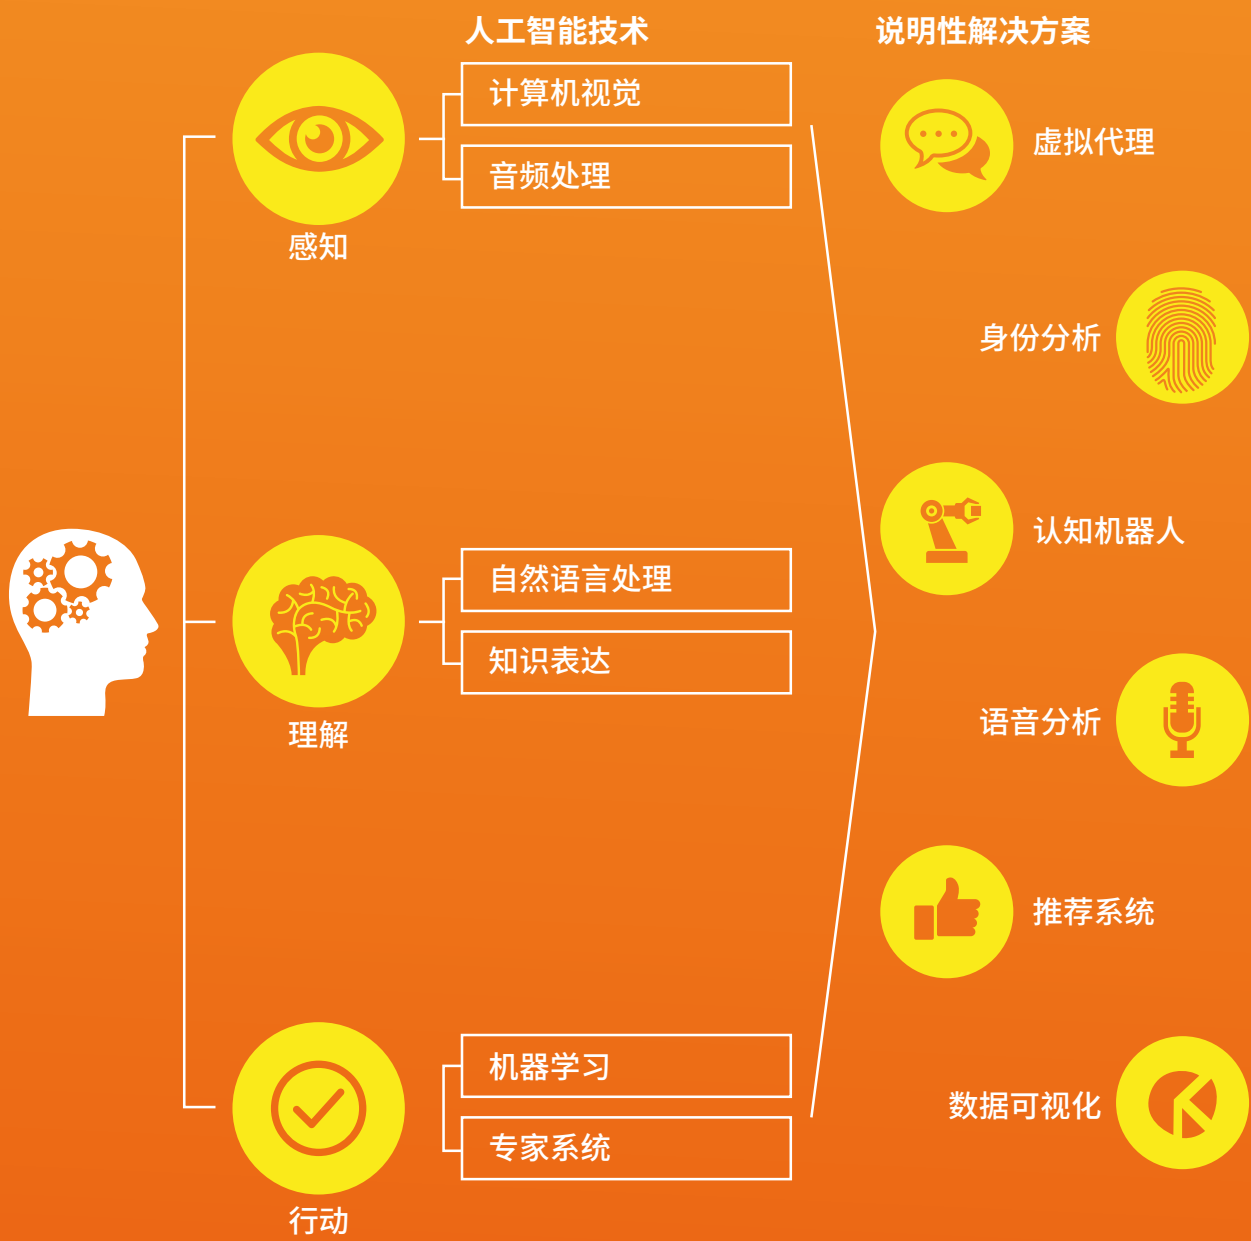 人工智能技术
说明性解决方案
计算机视觉
音频处理
感知
虚拟代理
身份分析
认知机器人
自然语言处理
知识表达
理解
语音分析
推荐系统
机器学习
专家系统
行动
数据可视化